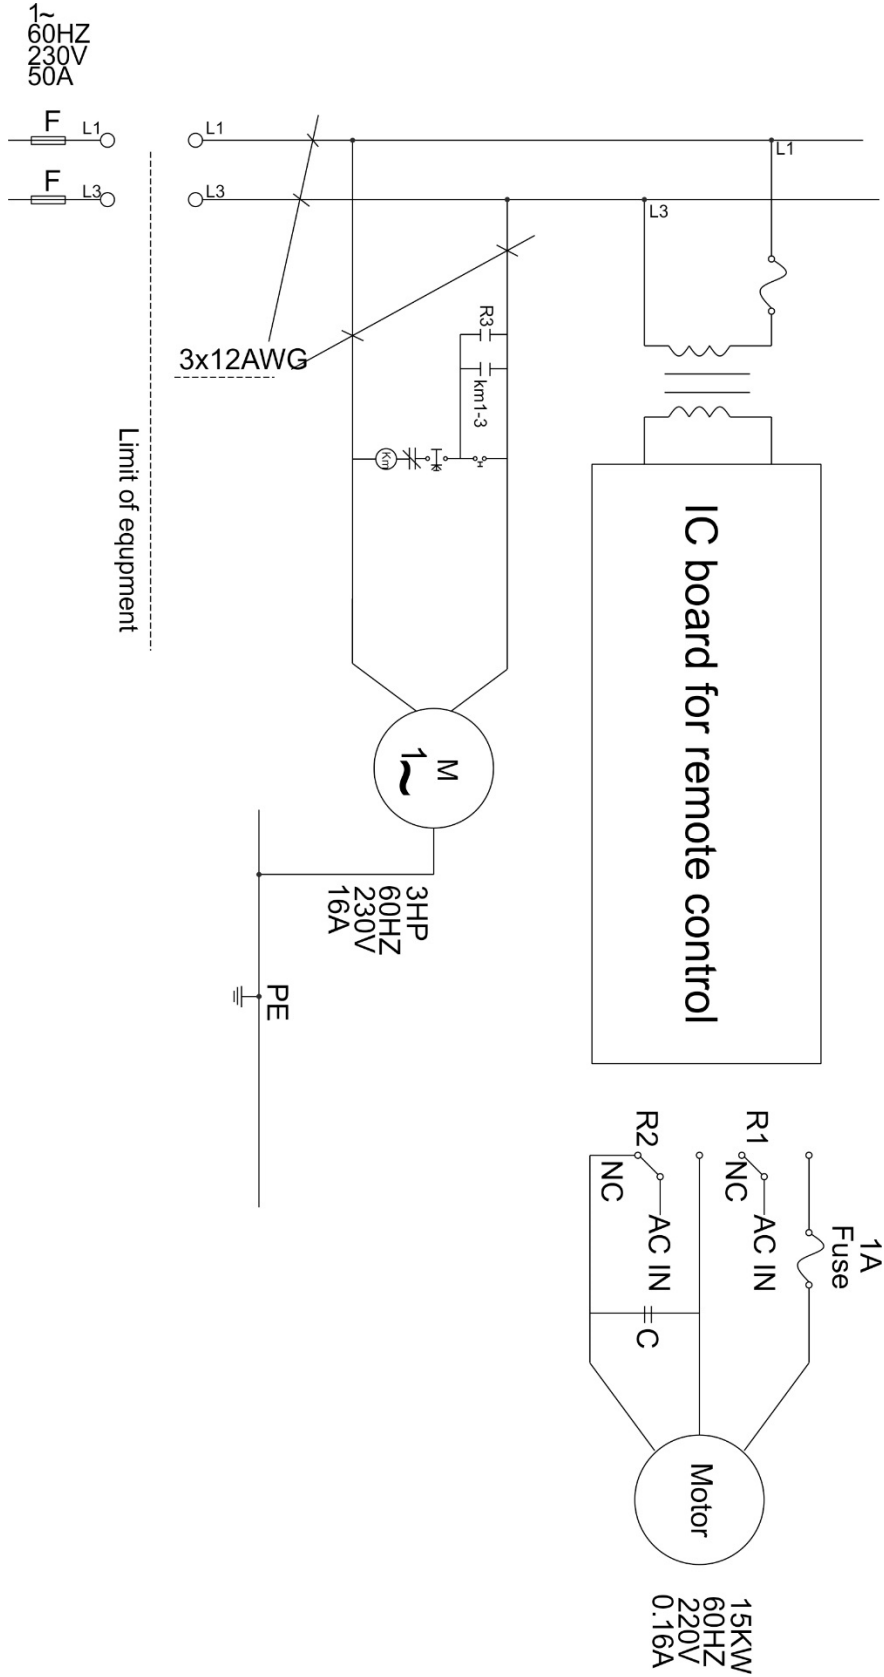 1~
60HZ
230V
50A
F
L1
L1
L1
F
L3
L3
L3
3x12AWG
R3
km1-3
Km
Limit of equpment
IC board for remote control
M
1~
3HP
60HZ
230V
16A
PE
R2
NC
AC IN
R1
NC
AC IN
1A
Fuse
C
Motor
15KW
60HZ
220V
0.16A